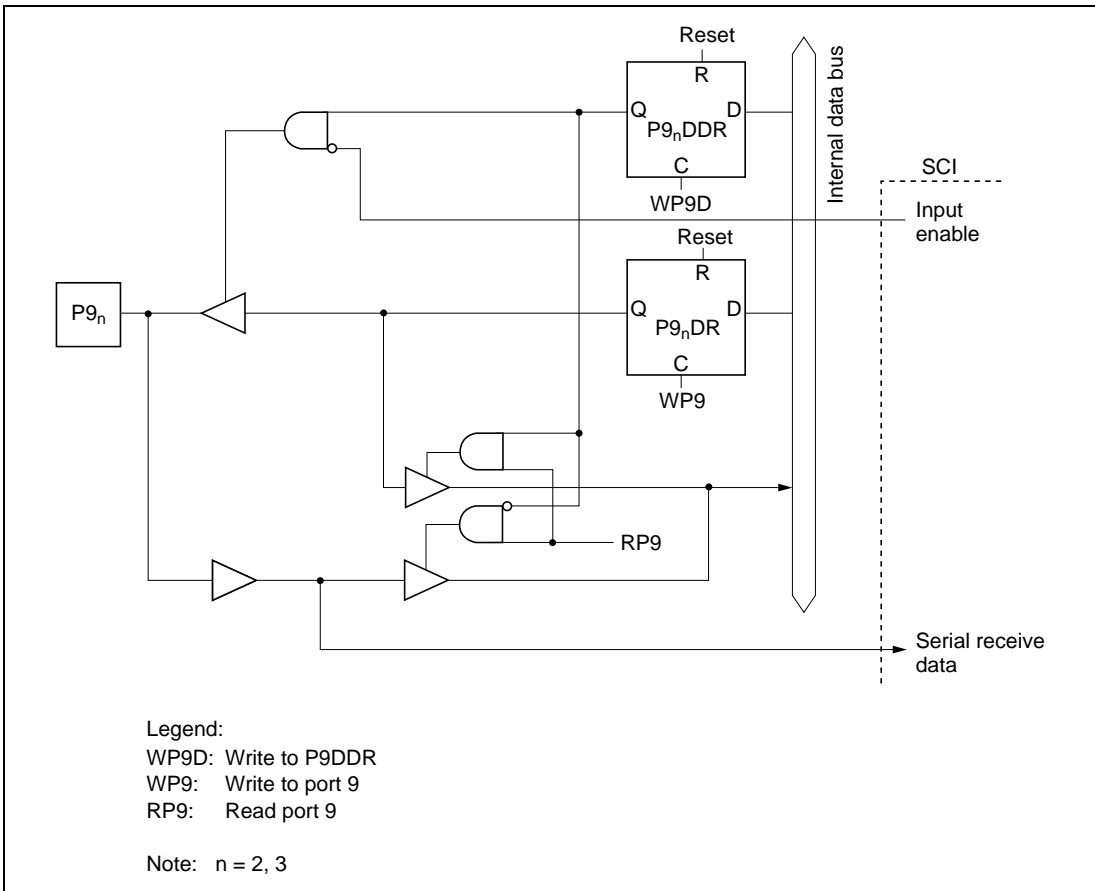 Reset
R
Q
D
P9nDDR
C
WP9D
Internal data bus
SCI
Input
enable
Reset
R
Q
D
P9nDR
C
WP9
P9n
RP9
Serial receive
data
Legend:
WP9D: Write to P9DDR
WP9: Write to port 9
RP9: Read port 9
Note: n = 2, 3